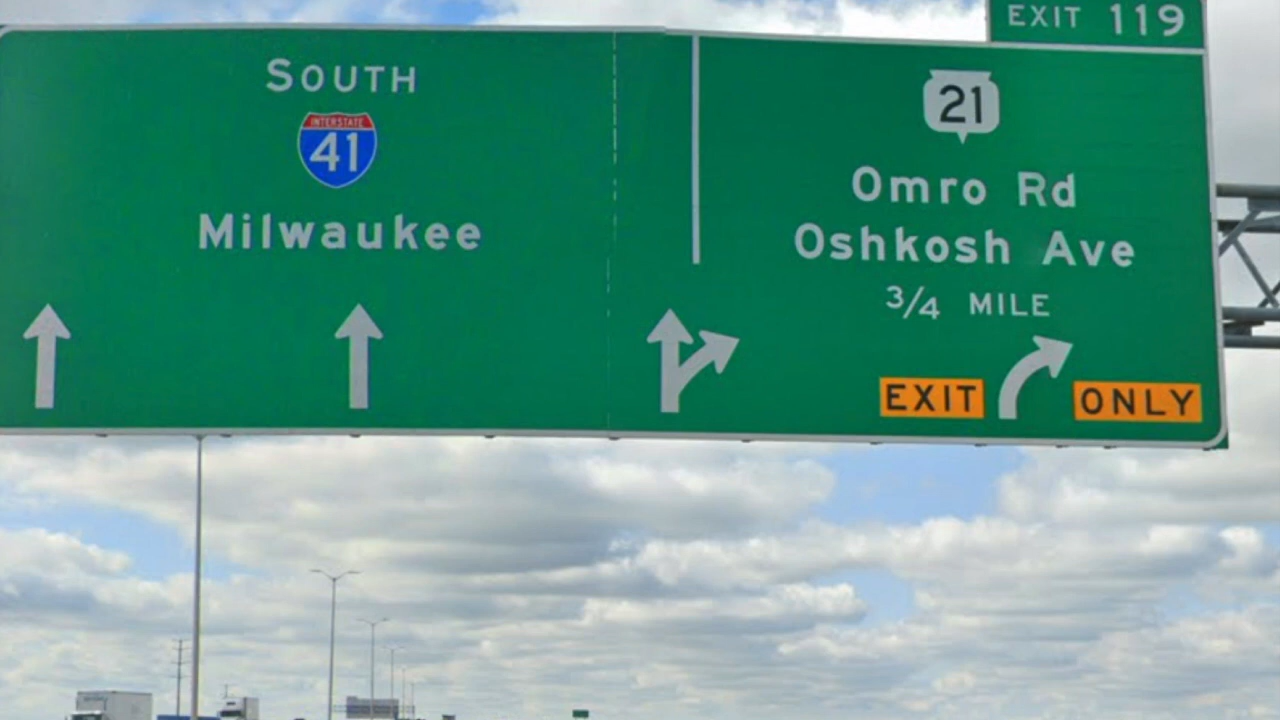 SOUTH
INTERSTATE
41
Milwaukee
EXIT 119
21
Omro Rd
Oshkosh Ave
3/4 MILE
EXIT ONLY